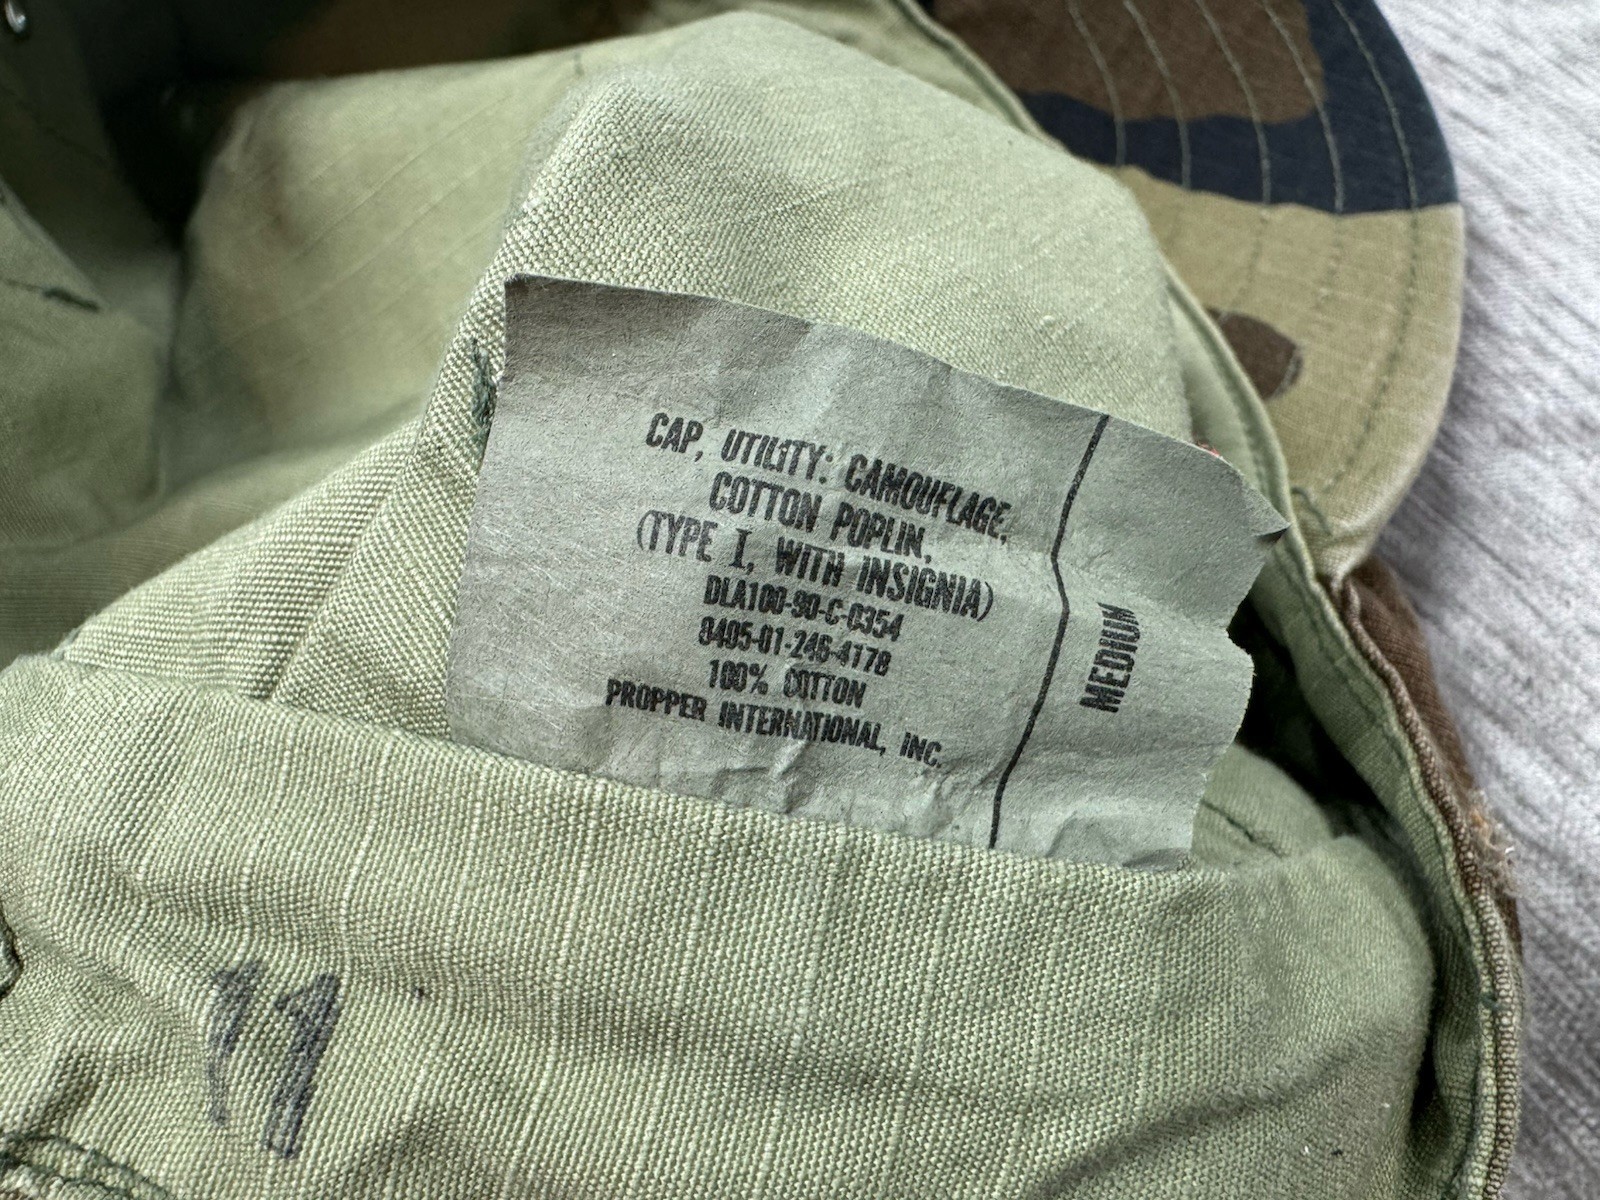 CAP, UTILITY: CAMOUFLAGE,
COTTON POPLIN,
(TYPE I, WITH INSIGNIA)
DLA100-90-C-0354
8405-01-246-4178
100% COTTON
PROPPER INTERNATIONAL, INC.
MEDIUM